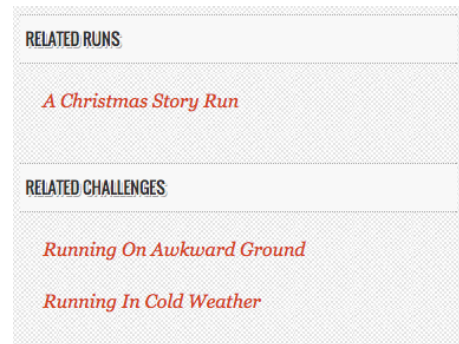 RELATED RUNS
A Christmas Story Run
RELATED CHALLENGES
Running On Awkward Ground
Running In Cold Weather